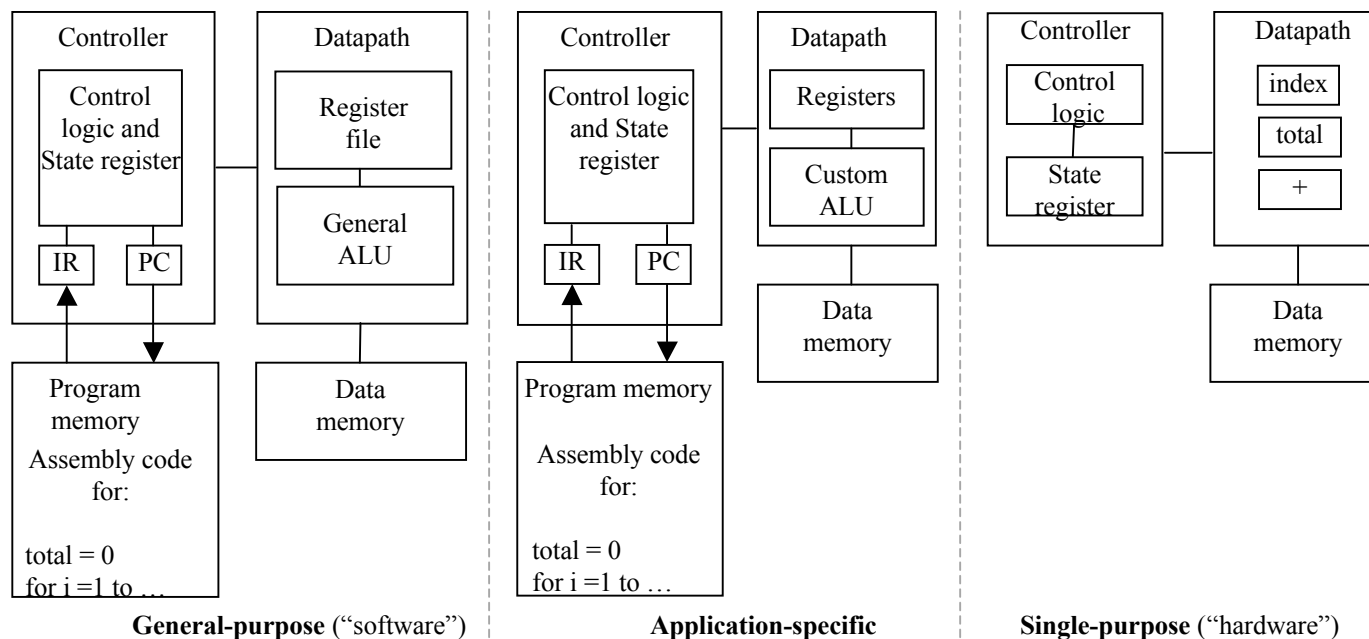 Controller
Control
logic and
State register
IR
PC
Datapath
Register
file
General
ALU
Program
memory
Assembly code
for:
total = 0
for i =1 to …
Data
memory
General-purpose (“software”)
Controller
Control logic
and State
register
IR
PC
Datapath
Registers
Custom
ALU
Data
memory
Program memory
Assembly code
for:
total = 0
for i =1 to …
Application-specific
Controller
Control
logic
State
register
Datapath
index
total
+
Data
memory
Single-purpose (“hardware”)